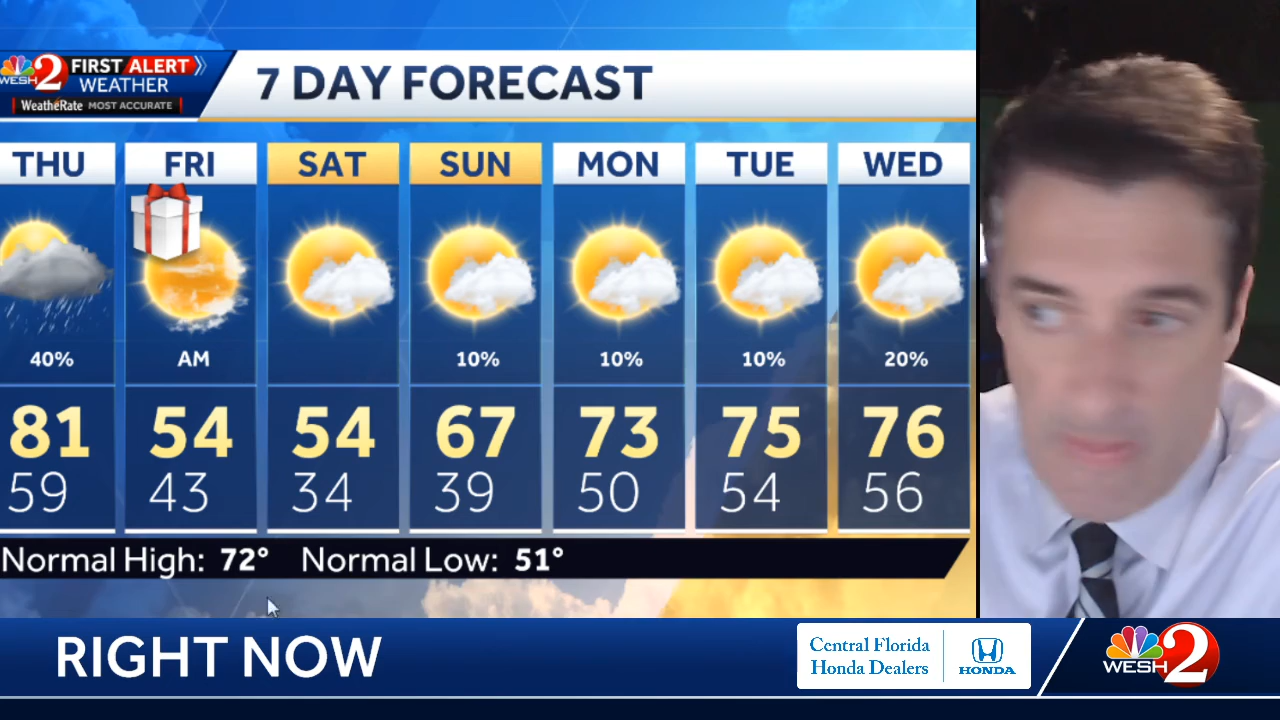 WESH 2 FIRST ALERT
WEATHER
WeatheRate MOST ACCURATE
7 DAY FORECAST
THU FRI SAT SUN MON TUE WED
40% AM 10% 10% 10% 20%
81 54 54 67 73 75 76
59 43 34 39 50 54 56
Normal High: 72° Normal Low: 51°
RIGHT NOW
Central Florida
Honda Dealers
HONDA
WESH 2